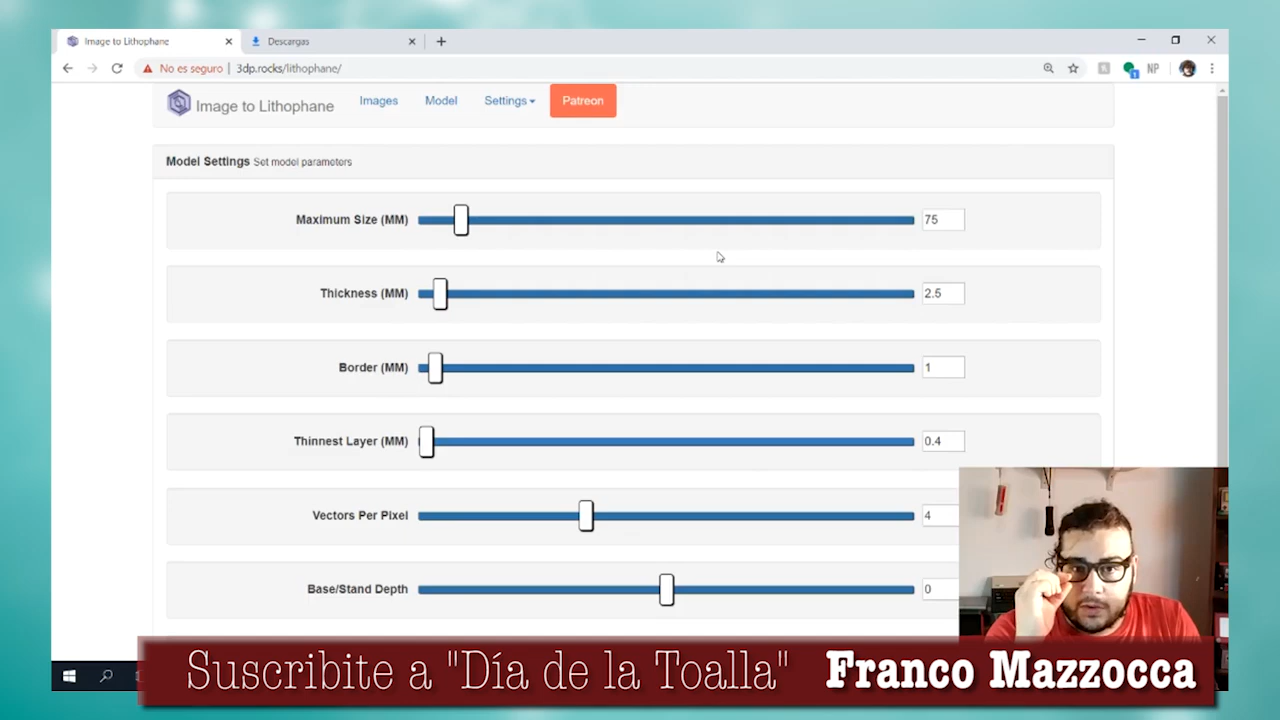 Image to Lithophane
Descargas
No es seguro | 3dp.rocks/lithophane/
NP
Image to Lithophane Images Model Settings Patreon
Model Settings Set model parameters
Maximum Size (MM) 75
Thickness (MM) 2.5
Border (MM) 1
Thinnest Layer (MM) 0.4
Vectors Per Pixel 4
Base/Stand Depth 0
Suscribite a "Día de la Toalla" Franco Mazzocca